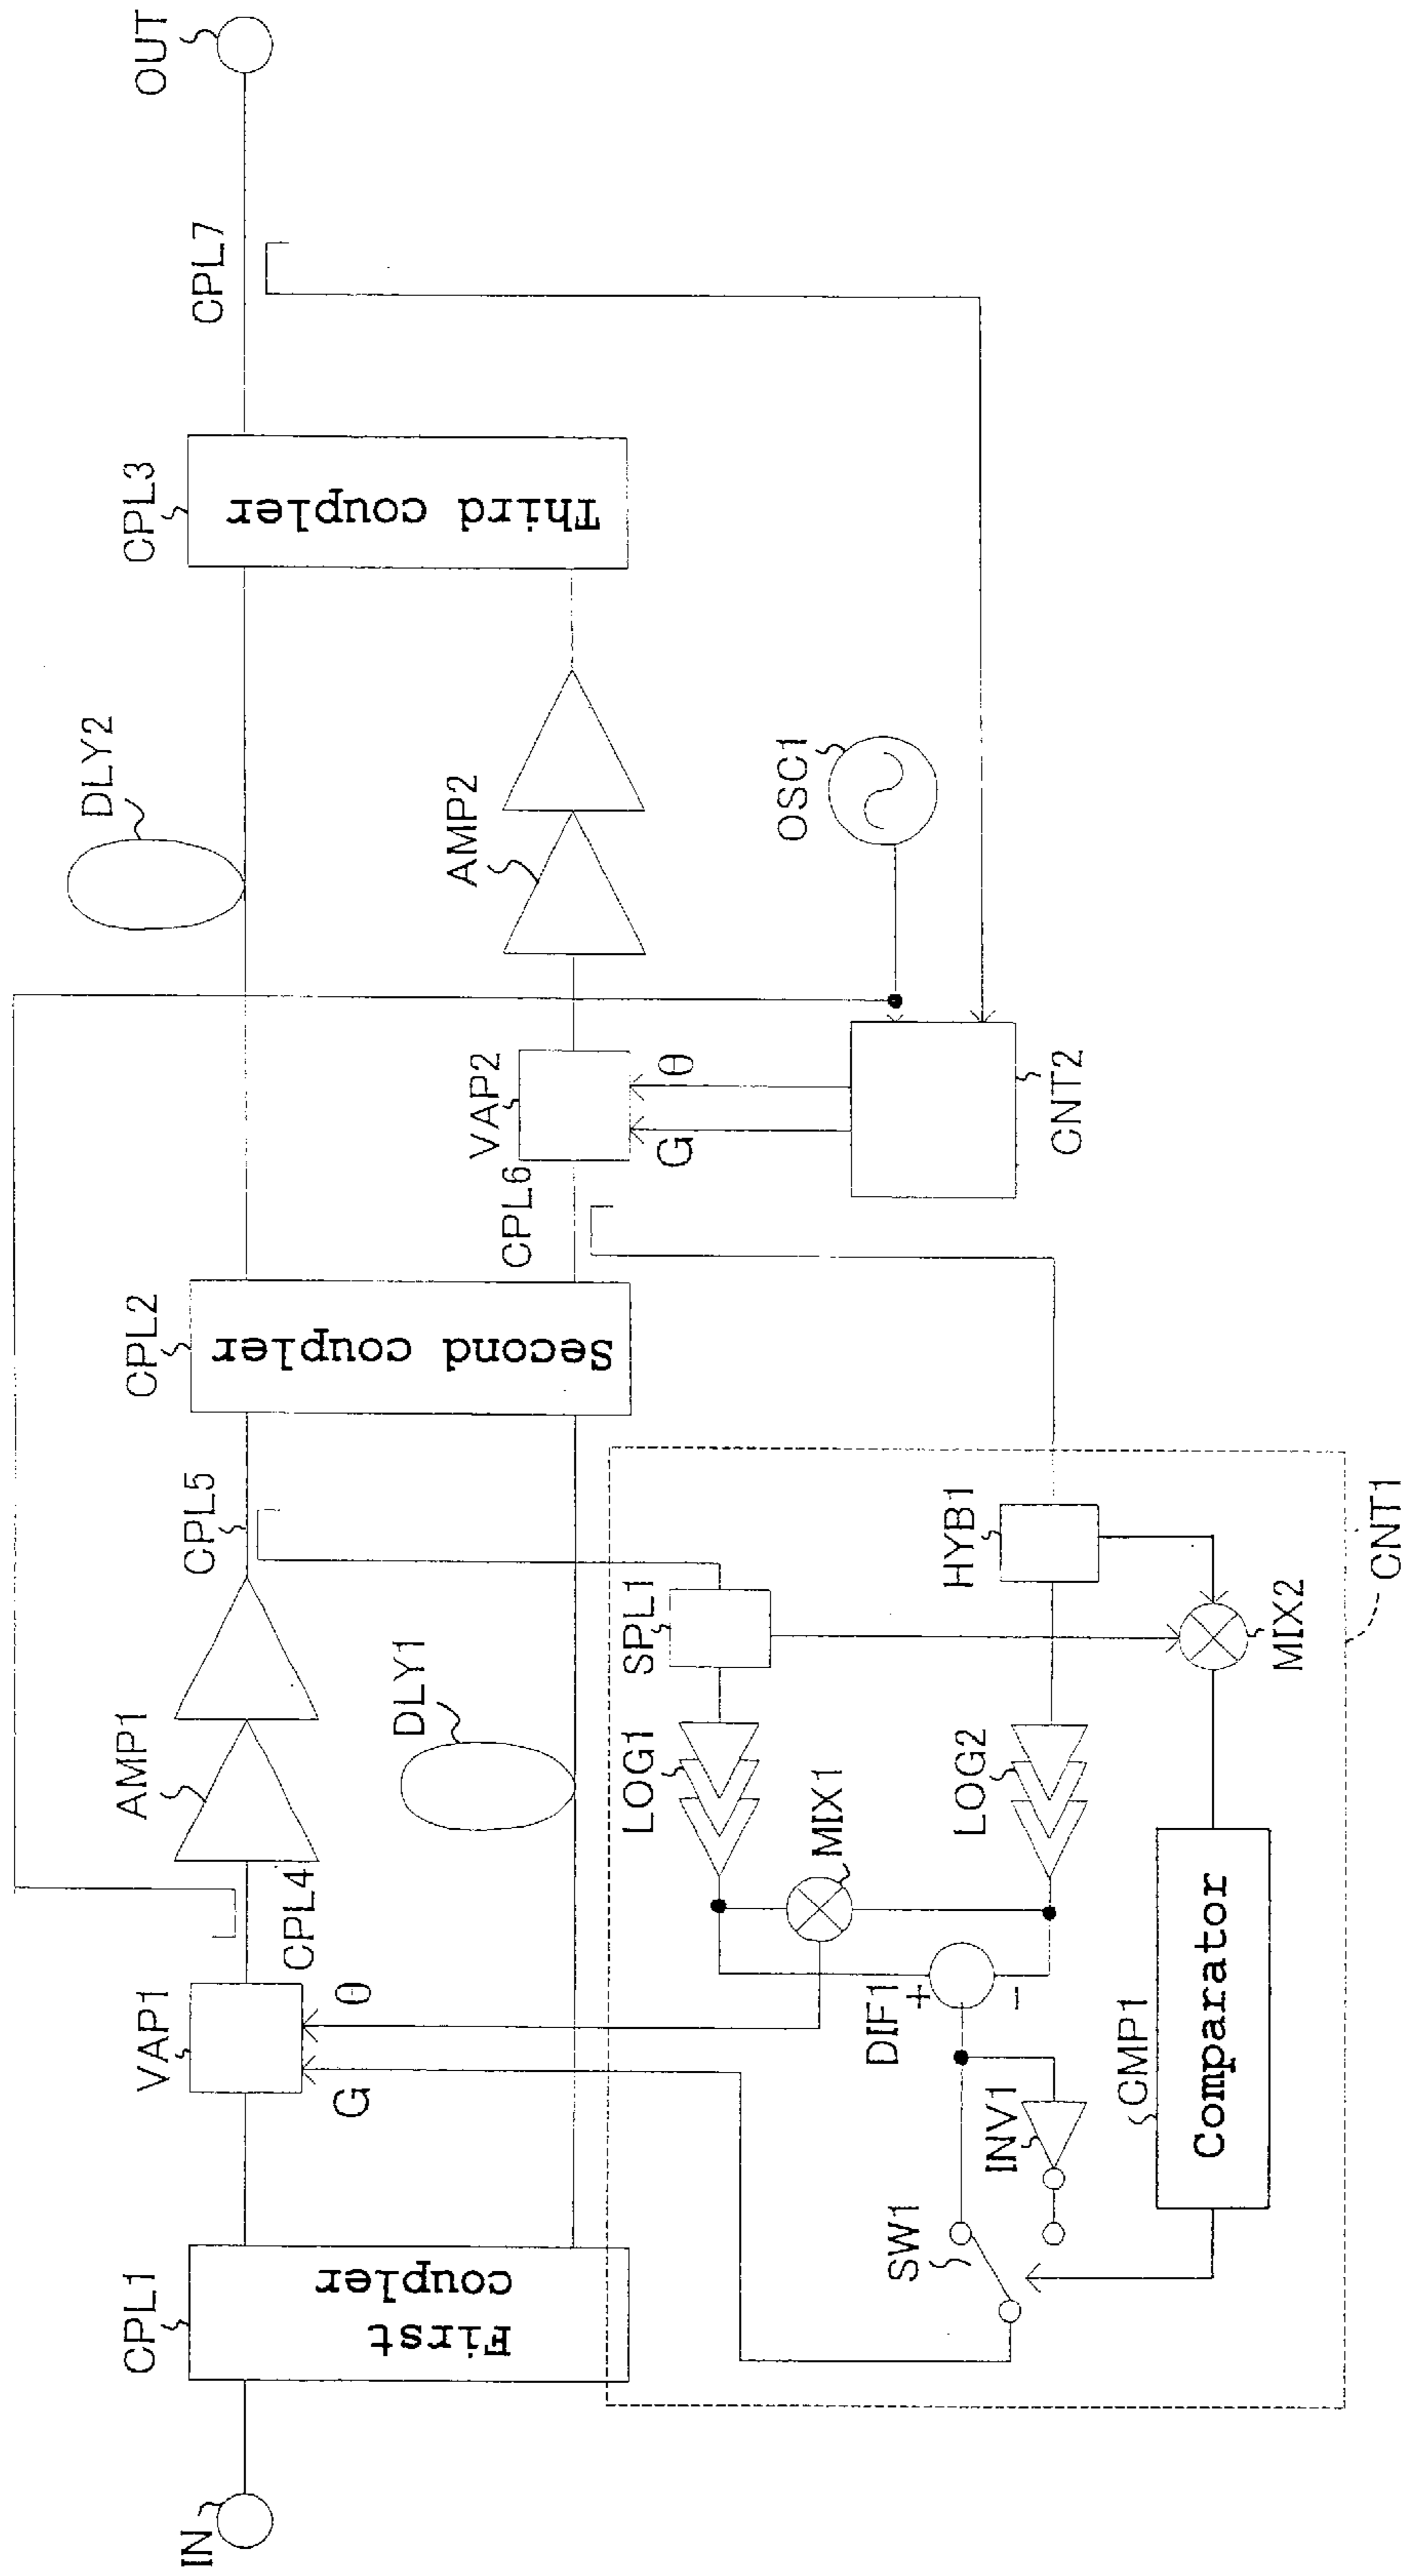 IN
OUT
CPL1
First
coupler
VAP1
G
θ
CPL4
AMP1
CPL5
DLY1
CPL2
Second coupler
CPL6
VAP2
G
θ
AMP2
DLY2
CPL3
Third coupler
CPL7
OSC1
CNT2
SPL1
HYB1
LOG1
LOG2
MIX1
MIX2
DIF1
+
−
INV1
SW1
CMP1
Comparator
CNT1